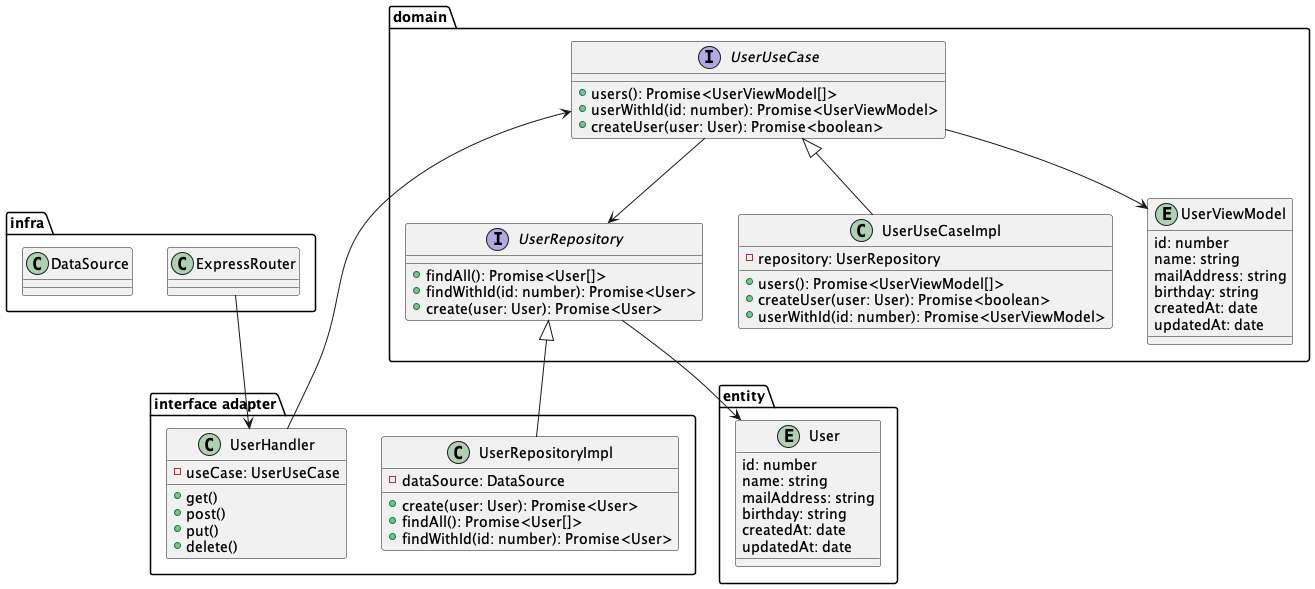 domain
I UserUseCase
users(): Promise<UserViewModel[]>
userWithId(id: number): Promise<UserViewModel>
createUser(user: User): Promise<boolean>
infra
C DataSource
C ExpressRouter
I UserRepository
findAll(): Promise<User[]>
findWithId(id: number): Promise<User>
create(user: User): Promise<User>
C UserUseCaseImpl
repository: UserRepository
users(): Promise<UserViewModel[]>
createUser(user: User): Promise<boolean>
userWithId(id: number): Promise<UserViewModel>
E UserViewModel
id: number
name: string
mailAddress: string
birthday: string
createdAt: date
updatedAt: date
interface adapter
C UserHandler
useCase: UserUseCase
get()
post()
put()
delete()
C UserRepositoryImpl
dataSource: DataSource
create(user: User): Promise<User>
findAll(): Promise<User[]>
findWithId(id: number): Promise<User>
entity
E User
id: number
name: string
mailAddress: string
birthday: string
createdAt: date
updatedAt: date